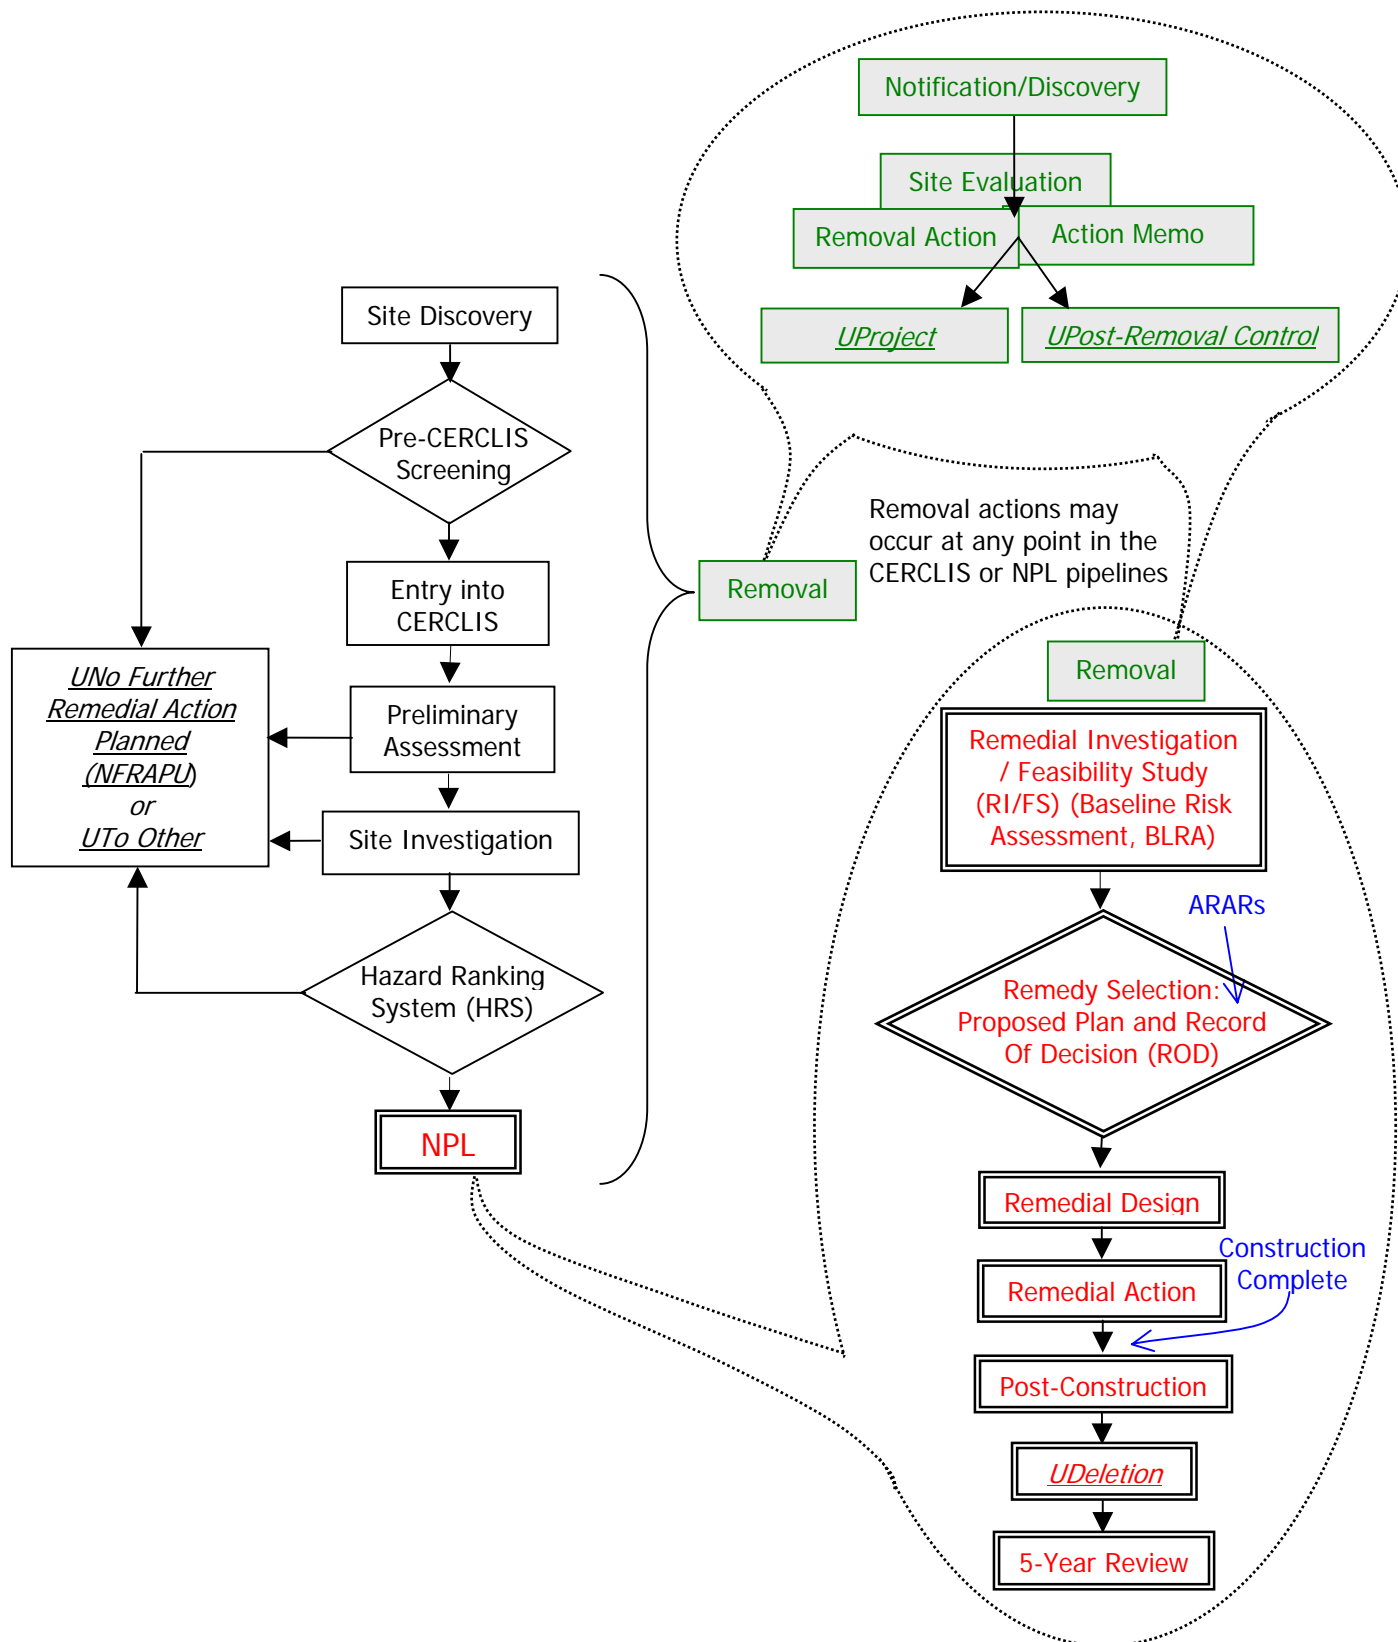 Notification/Discovery
Site Evaluation
Removal Action
Action Memo
UProject
UPost-Removal Control
Site Discovery
Pre-CERCLIS
Screening
Entry into
CERCLIS
Preliminary
Assessment
Site Investigation
Hazard Ranking
System (HRS)
NPL
UNo Further
Remedial Action
Planned
(NFRAPU)
or
UTo Other
Removal
Removal actions may
occur at any point in the
CERCLIS or NPL pipelines
Removal
Remedial Investigation
/ Feasibility Study
(RI/FS) (Baseline Risk
Assessment, BLRA)
ARARs
Remedy Selection:
Proposed Plan and Record
Of Decision (ROD)
Remedial Design
Construction
Complete
Remedial Action
Post-Construction
UDeletion
5-Year Review